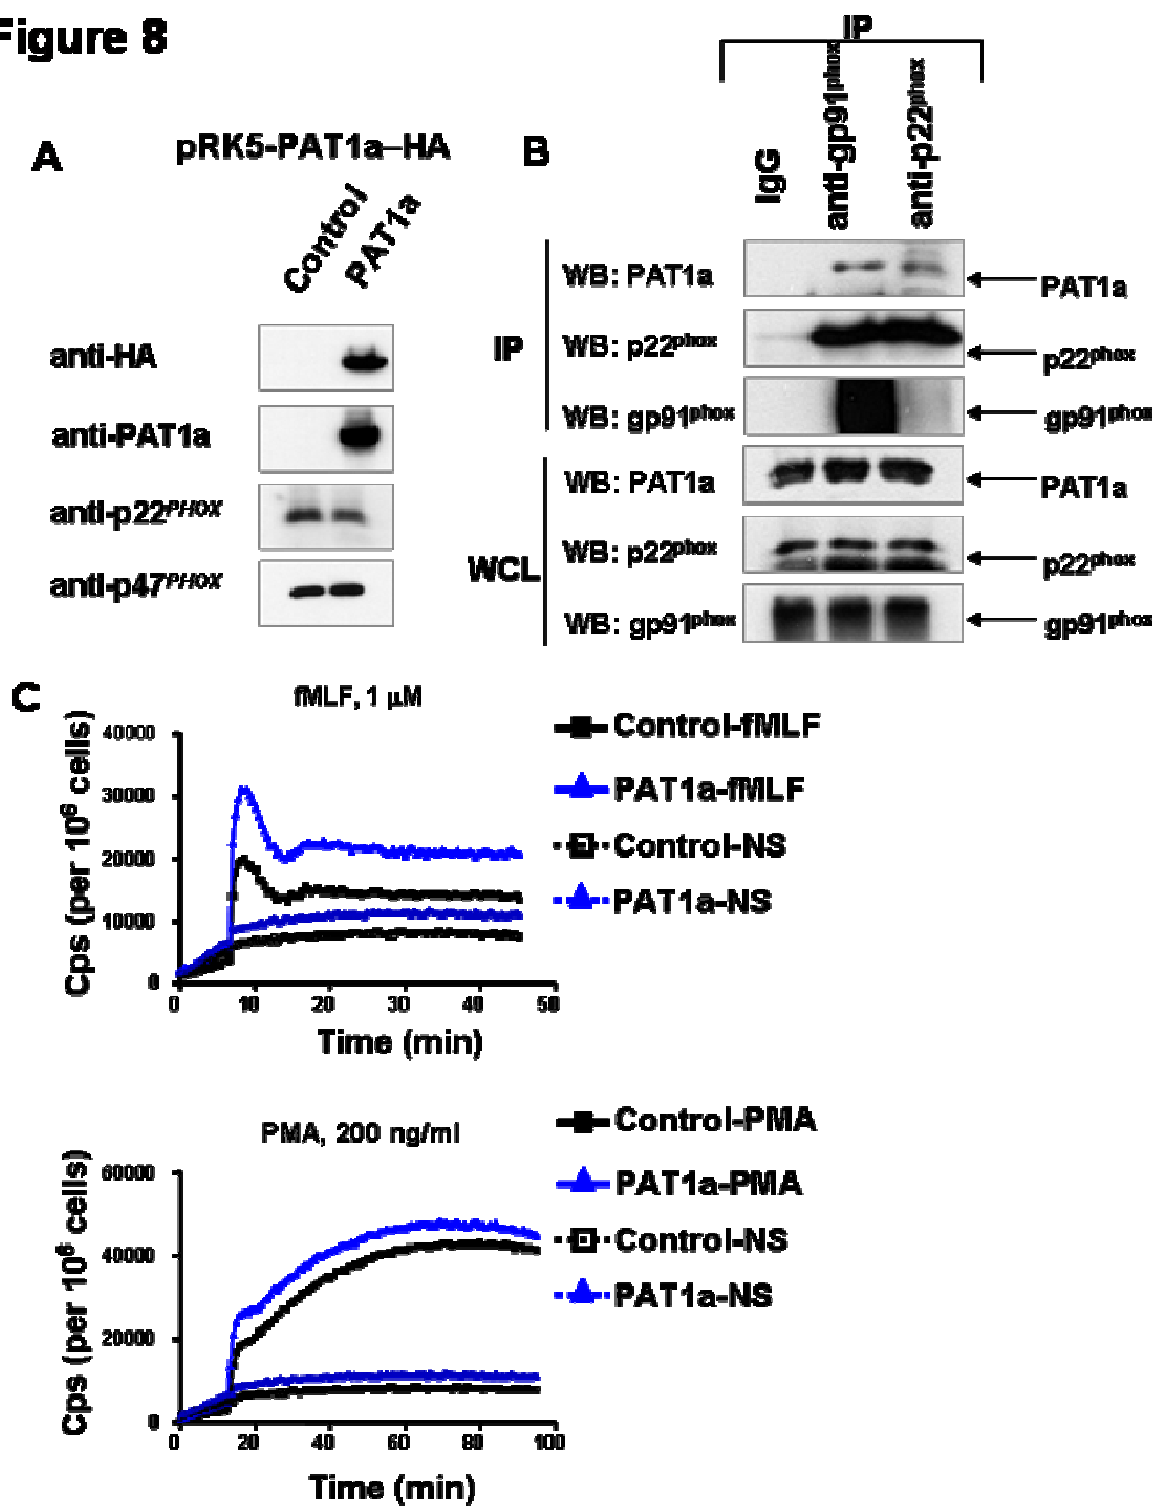 Figure 8
A
pRK5-PAT1a–HA
Control
PAT1a
anti-HA
anti-PAT1a
anti-p22PHOX
anti-p47PHOX
B
IP
IgG
anti-gp91phox
anti-p22phox
IP
WB: PAT1a
PAT1a
WB: p22phox
p22phox
WB: gp91phox
gp91phox
WCL
WB: PAT1a
PAT1a
WB: p22phox
p22phox
WB: gp91phox
gp91phox
C
fMLF, 1 µM
Cps (per 10⁶ cells)
40000
30000
20000
10000
0
0 10 20 30 40 50
Time (min)
Control-fMLF
PAT1a-fMLF
Control-NS
PAT1a-NS
PMA, 200 ng/ml
Cps (per 10⁶ cells)
60000
40000
20000
0
0 20 40 60 80 100
Time (min)
Control-PMA
PAT1a-PMA
Control-NS
PAT1a-NS